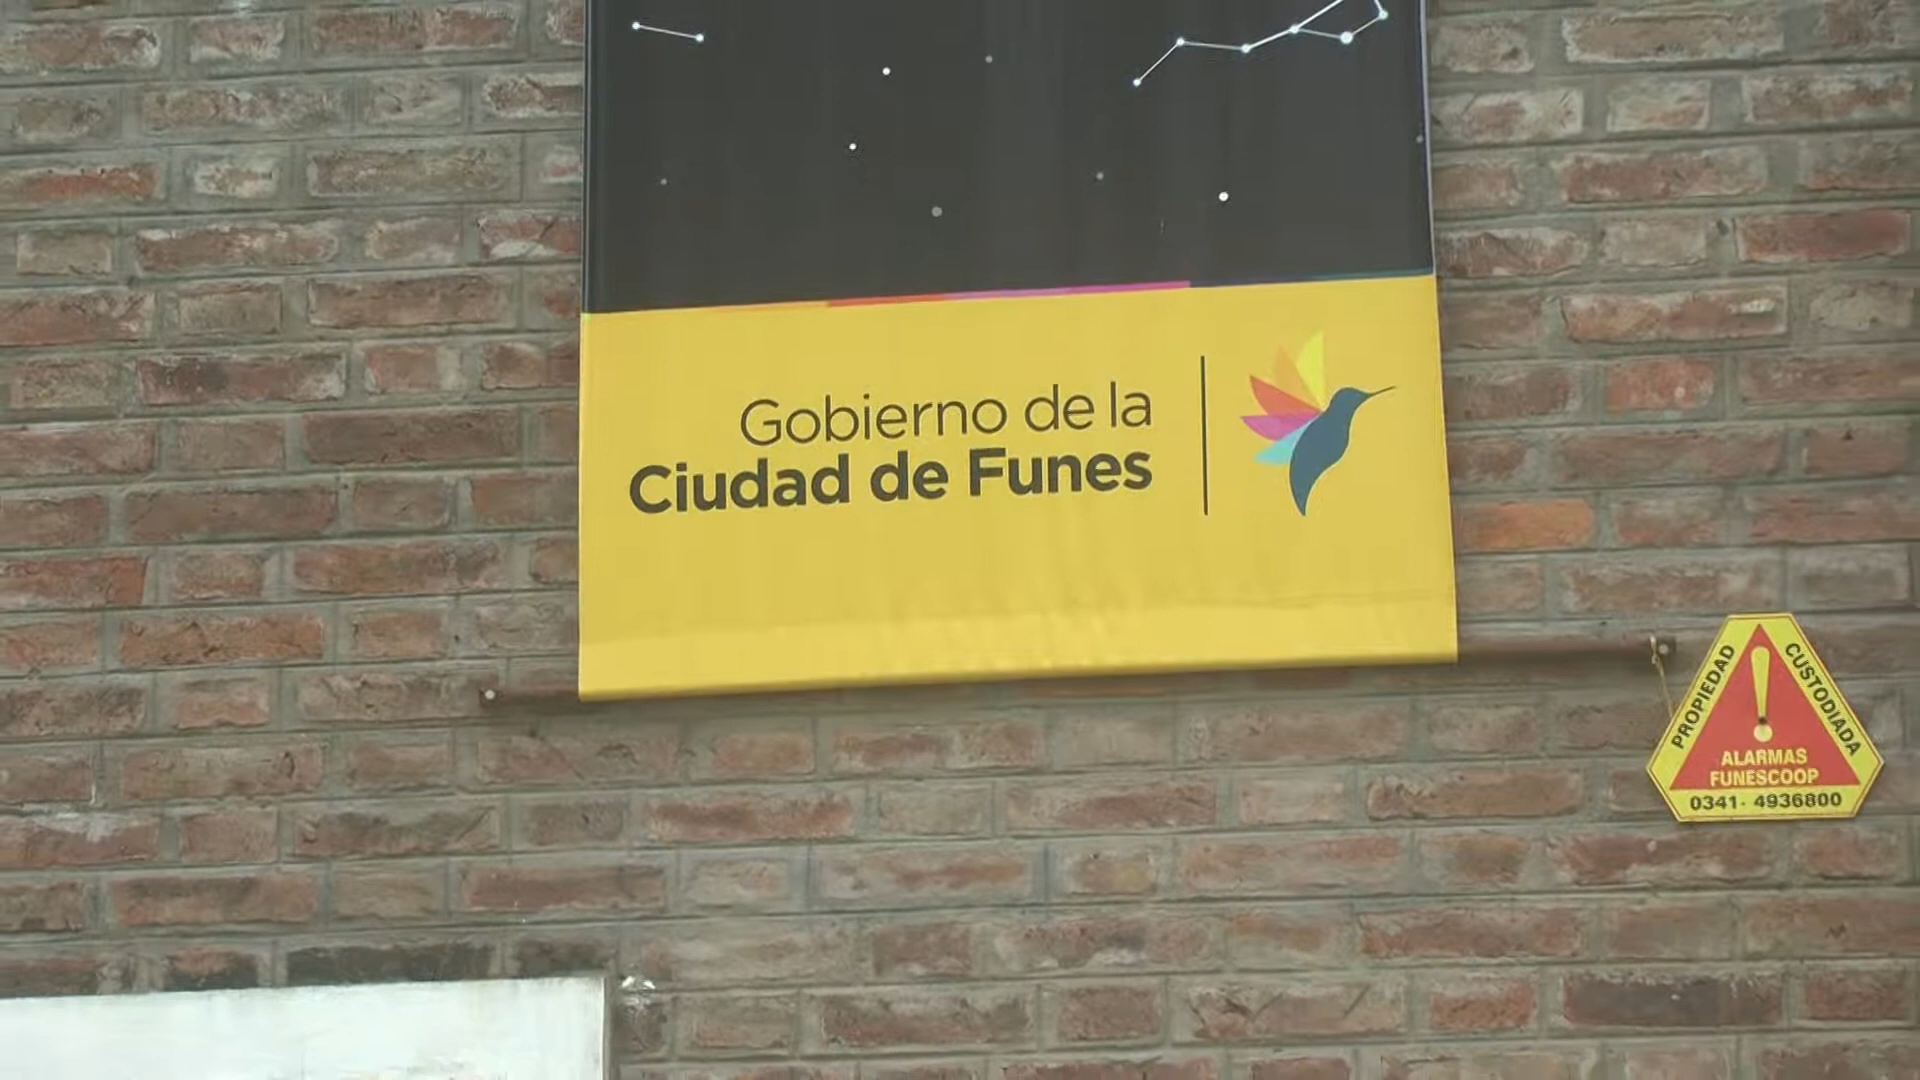 Gobierno de la
Ciudad de Funes
PROPIEDAD
CUSTODIADA
ALARMAS
FUNESCOOP
0341- 4936800